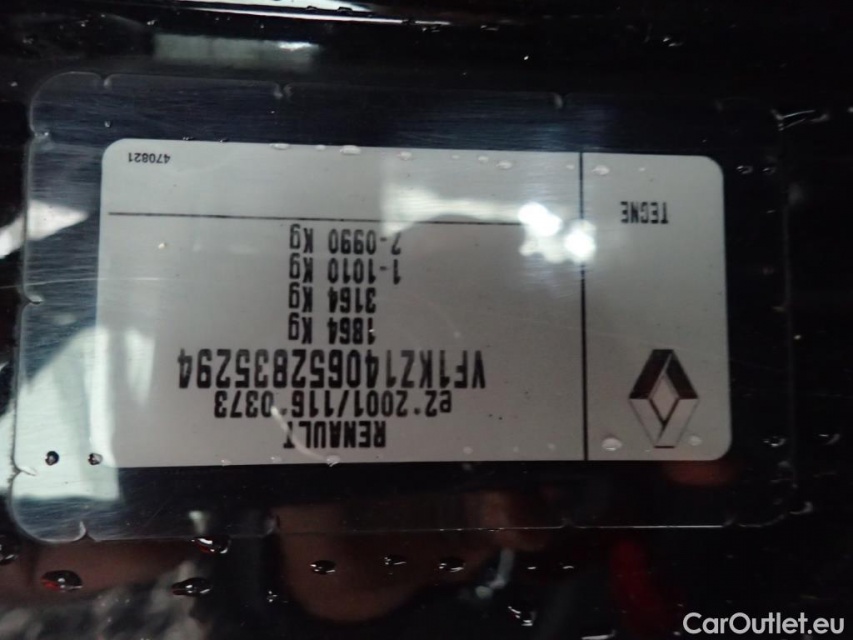 RENAULT
e2*2001/116*0373
VF1KZ140652835294
1864 Kg
3164 Kg
1-1010 Kg
2-0990 Kg
TECNE
470821
CarOutlet.eu